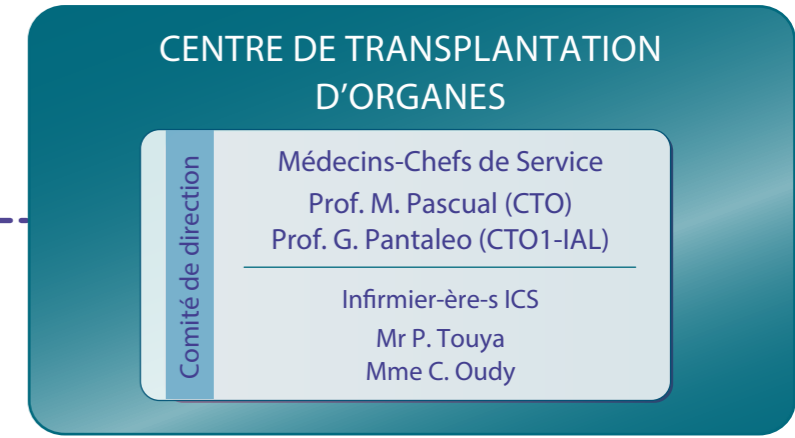 CENTRE DE TRANSPLANTATION
D’ORGANES
Comité de direction
Médecins-Chefs de Service
Prof. M. Pascual (CTO)
Prof. G. Pantaleo (CTO1-IAL)
Infirmier-ère-s ICS
Mr P. Touya
Mme C. Oudy